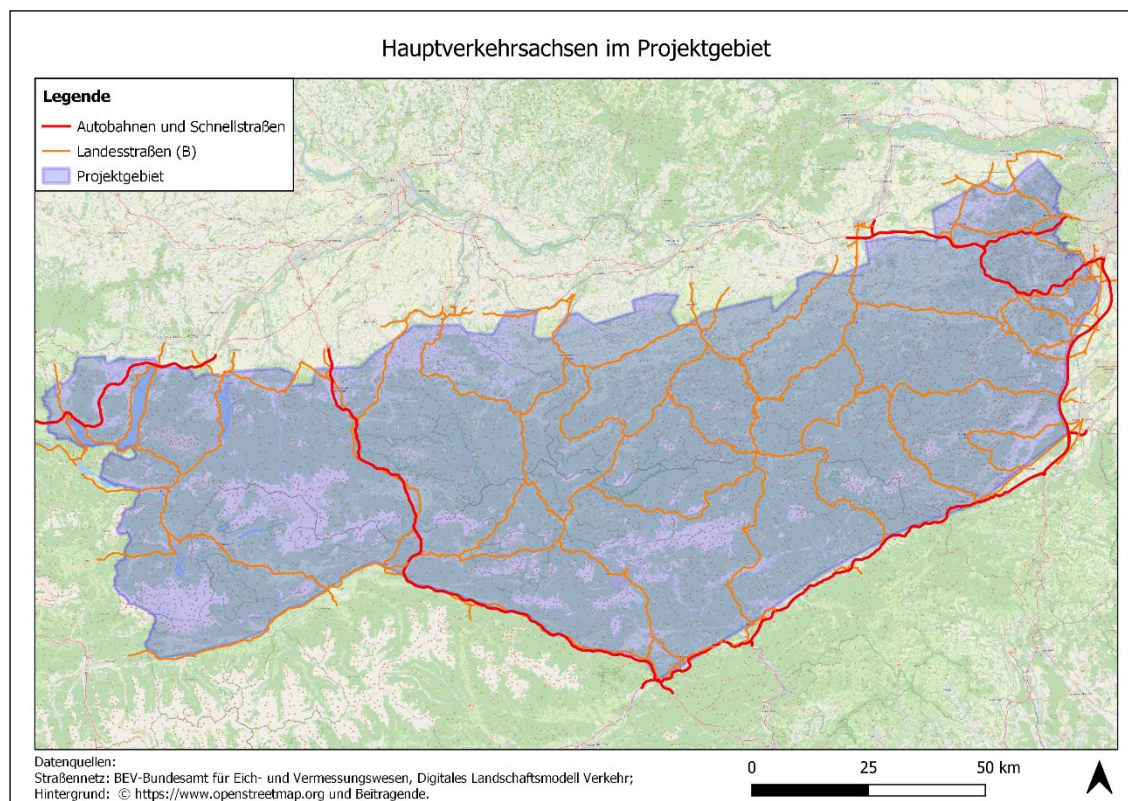 Hauptverkehrsachsen im Projektgebiet
Legende
Autobahnen und Schnellstraßen
Landesstraßen (B)
Projektgebiet
Datenquellen:
Straßennetz: BEV-Bundesamt für Eich- und Vermessungswesen, Digitales Landschaftsmodell Verkehr;
Hintergrund: © https://www.openstreetmap.org und Beitragende.
0 25 50 km